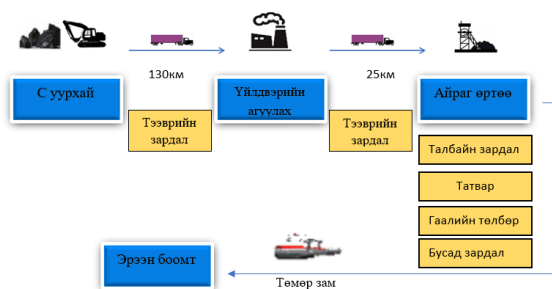 130км
25км
С уурхай
Үйлдвэрийн
агуулах
Айраг өртөө
Тээврийн
зардал
Тээврийн
зардал
Талбайн зардал
Татвар
Гаалийн төлбөр
Бусад зардал
Эрээн боомт
Төмөр зам